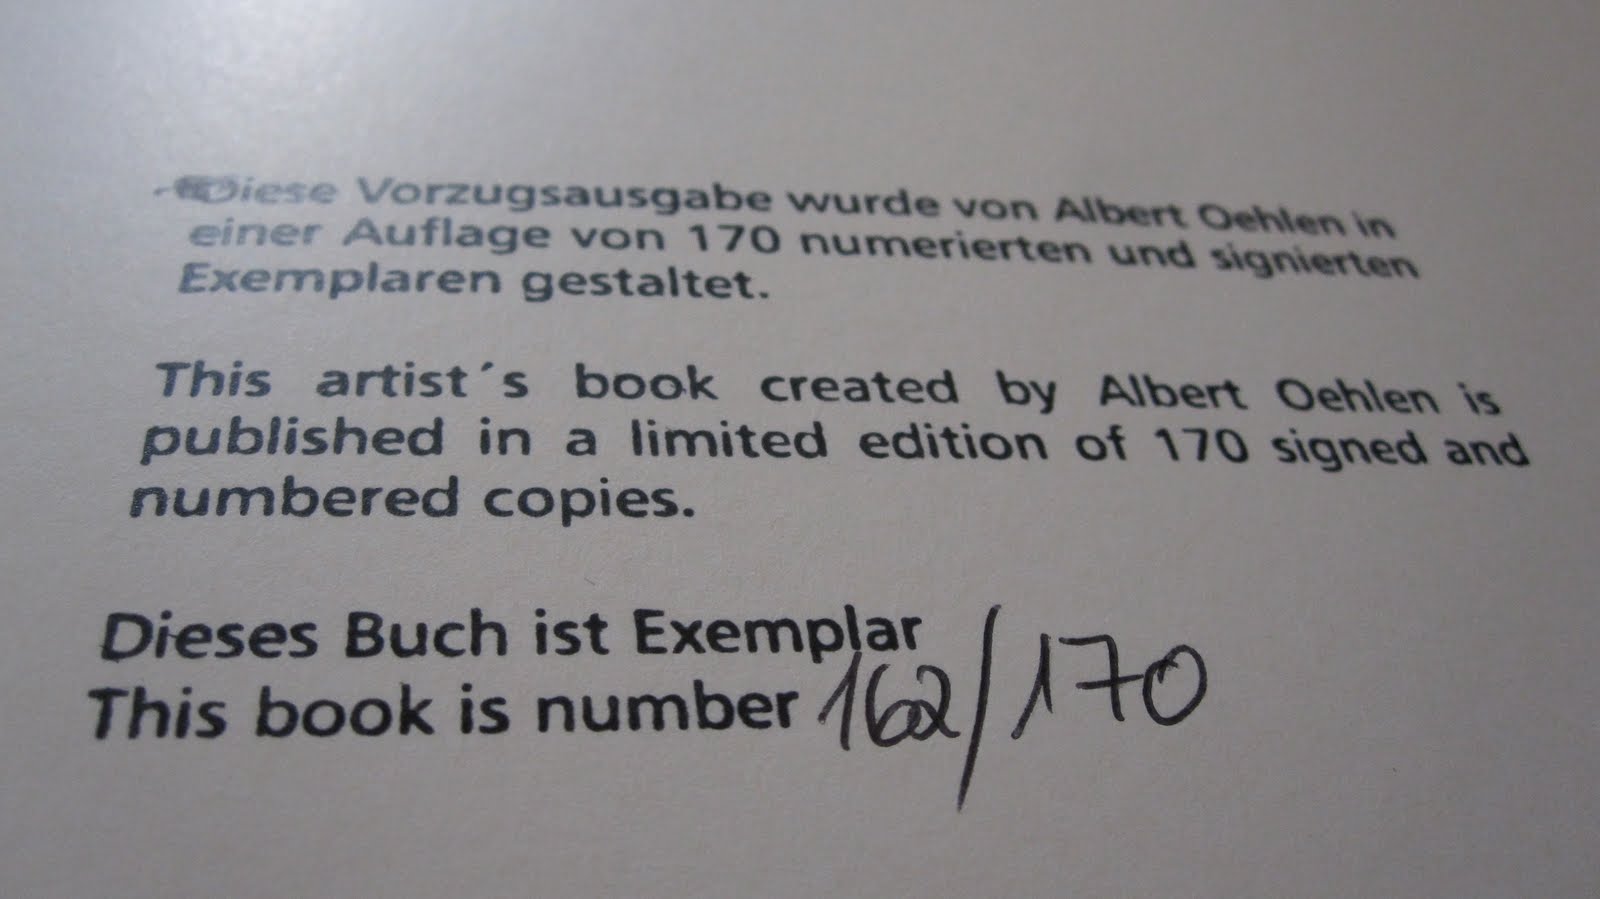 Diese Vorzugsausgabe wurde von Albert Oehlen in
einer Auflage von 170 numerierten und signierten
Exemplaren gestaltet.
This artist´s book created by Albert Oehlen is
published in a limited edition of 170 signed and
numbered copies.
Dieses Buch ist Exemplar
This book is number 162/170